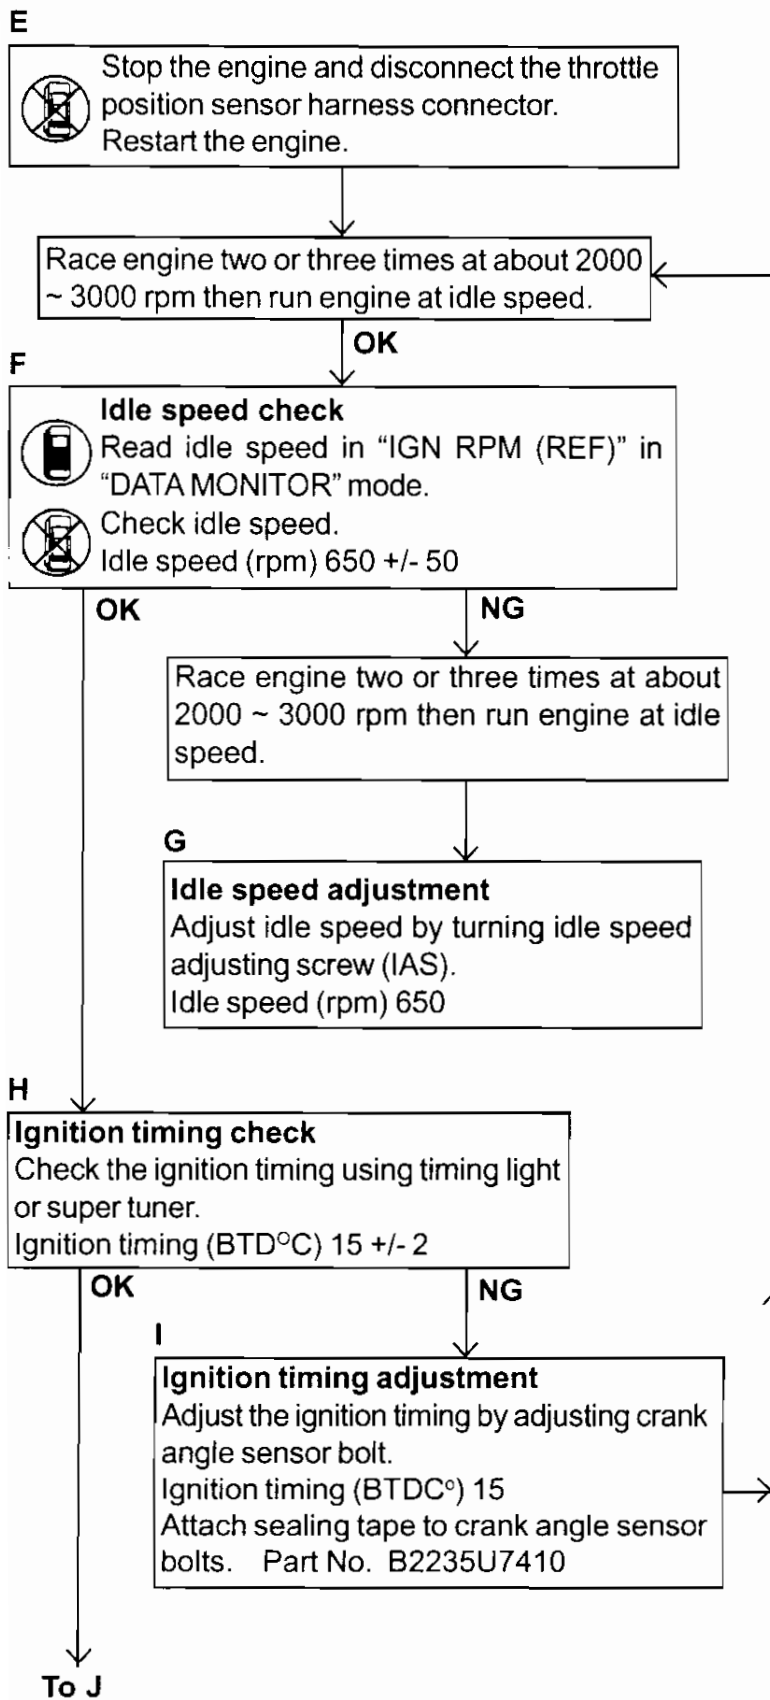 E
Stop the engine and disconnect the throttle
position sensor harness connector.
Restart the engine.
Race engine two or three times at about 2000
~ 3000 rpm then run engine at idle speed.
OK
F
Idle speed check
Read idle speed in “IGN RPM (REF)” in
“DATA MONITOR” mode.
Check idle speed.
Idle speed (rpm) 650 +/- 50
OK
NG
Race engine two or three times at about
2000 ~ 3000 rpm then run engine at idle
speed.
G
Idle speed adjustment
Adjust idle speed by turning idle speed
adjusting screw (IAS).
Idle speed (rpm) 650
H
Ignition timing check
Check the ignition timing using timing light
or super tuner.
Ignition timing (BTD°C) 15 +/- 2
OK
NG
I
Ignition timing adjustment
Adjust the ignition timing by adjusting crank
angle sensor bolt.
Ignition timing (BTDC°) 15
Attach sealing tape to crank angle sensor
bolts. Part No. B2235U7410
To J